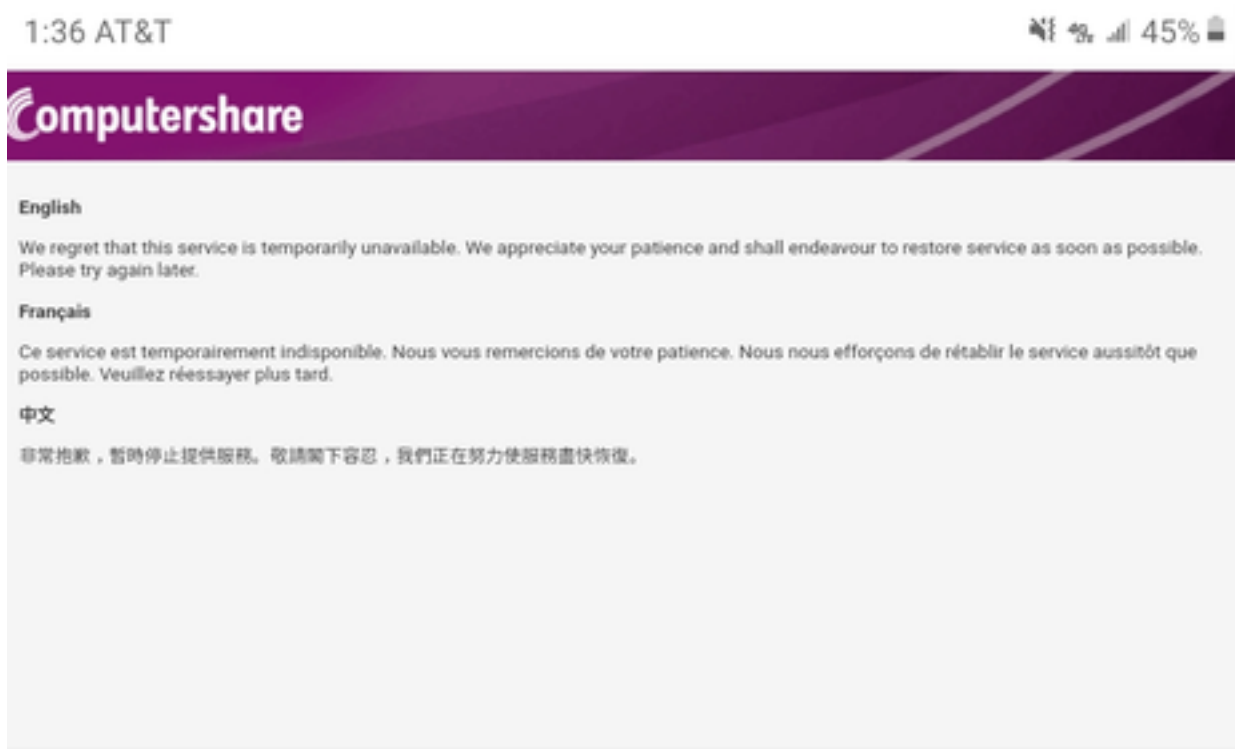 1:36 AT&T 45%
Computershare
English
We regret that this service is temporarily unavailable. We appreciate your patience and shall endeavour to restore service as soon as possible.
Please try again later.
Français
Ce service est temporairement indisponible. Nous vous remercions de votre patience. Nous nous efforçons de rétablir le service aussitôt que
possible. Veuillez réessayer plus tard.
中文
非常抱歉，暫時停止提供服務。敬請閣下容忍，我們正在努力使服務盡快恢復。